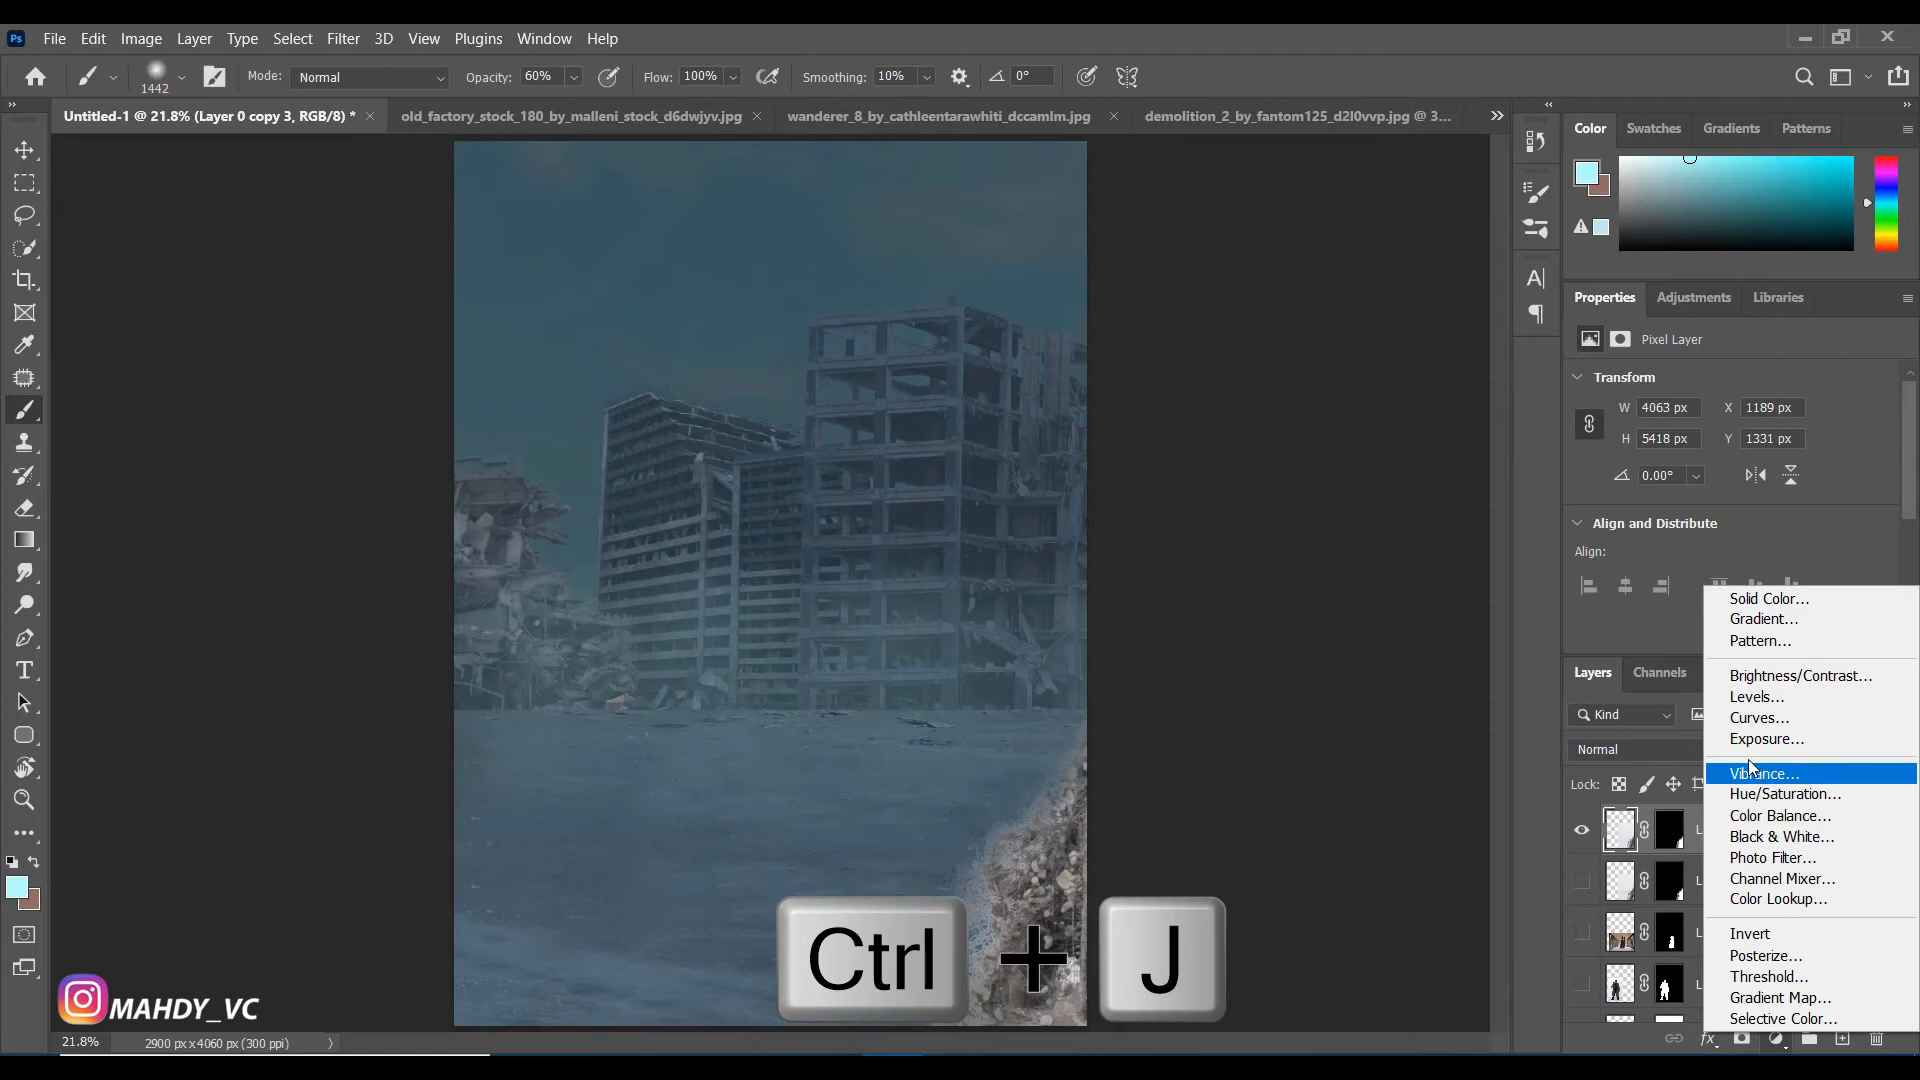 Ps File Edit Image Layer Type Select Filter 3D View Plugins Window Help
1442 Mode: Normal Opacity: 60% Flow: 100% Smoothing: 10% 0°
Untitled-1 @ 21.8% (Layer 0 copy 3, RGB/8) * old_factory_stock_180_by_malleni_stock_d6dwjyv.jpg wanderer_8_by_cathleentarawhiti_dccamlm.jpg demolition_2_by_fantom125_d2l0vvp.jpg @ 3...
Color Swatches Gradients Patterns
Properties Adjustments Libraries
Pixel Layer
Transform
W 4063 px X 1189 px
H 5418 px Y 1331 px
0.00°
Align and Distribute
Align:
Solid Color...
Gradient...
Pattern...
Brightness/Contrast...
Levels...
Curves...
Exposure...
Vibrance...
Hue/Saturation...
Color Balance...
Black & White...
Photo Filter...
Channel Mixer...
Color Lookup...
Invert
Posterize...
Threshold...
Gradient Map...
Selective Color...
Layers Channels
Kind
Normal
Lock:
Ctrl + J
MAHDY_VC
21.8% 2900 px x 4060 px (300 ppi)
fx